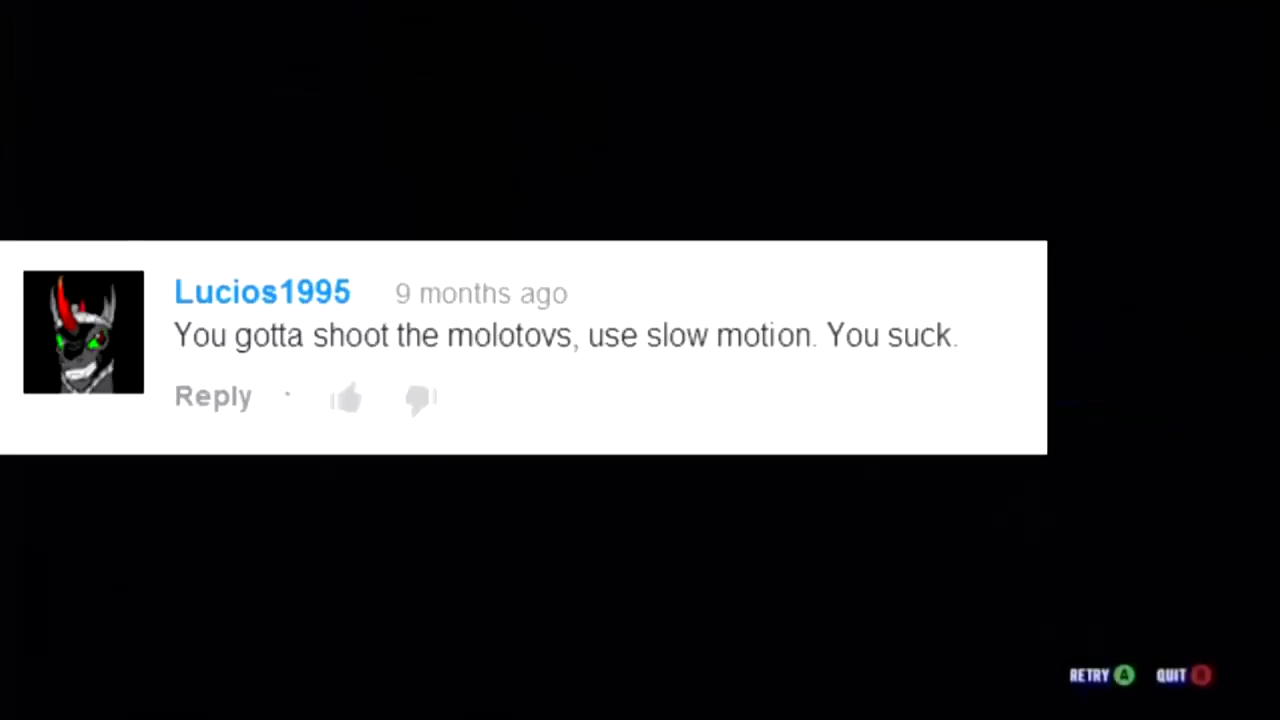 Lucios1995 9 months ago
You gotta shoot the molotovs, use slow motion. You suck.
Reply ·
RETRY A QUIT B